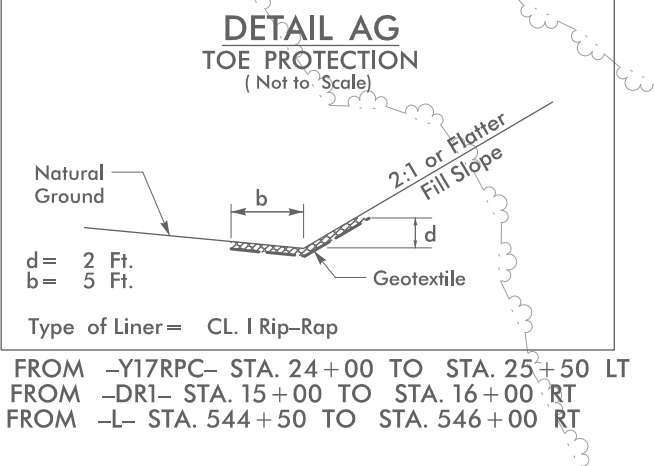 DETAIL AG
TOE PROTECTION
( Not to Scale)
2:1 or Flatter
Fill Slope
Natural
Ground
b
d
d= 2 Ft.
b= 5 Ft.
Geotextile
Type of Liner= CL. I Rip-Rap
FROM -Y17RPC- STA. 24+00 TO STA. 25+50 LT
FROM -DR1- STA. 15+00 TO STA. 16+00 RT
FROM -L- STA. 544+50 TO STA. 546+00 RT